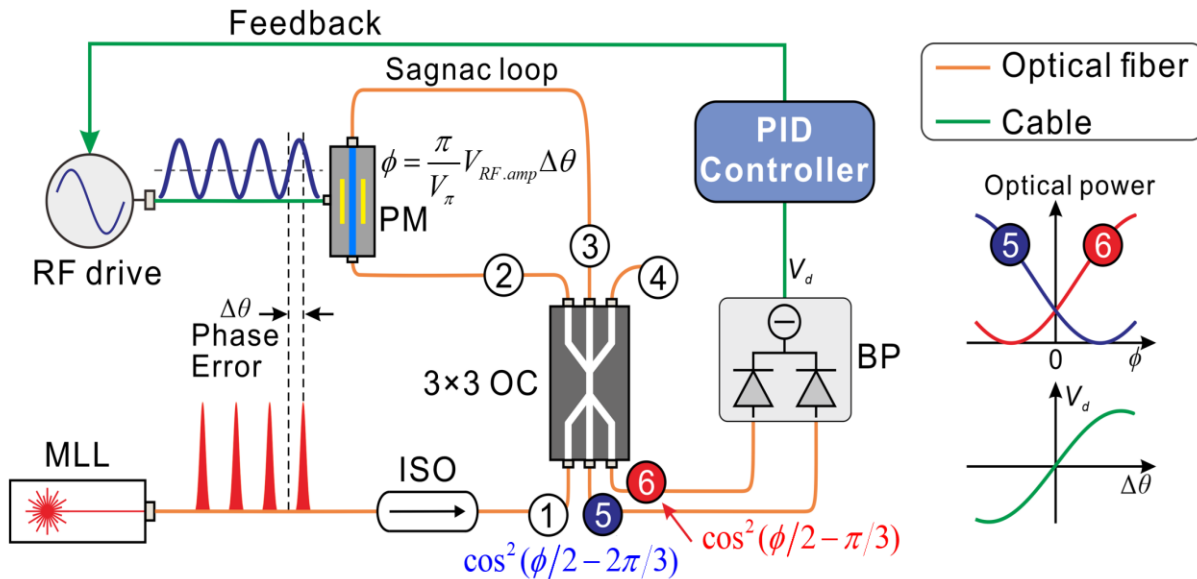 Feedback
Sagnac loop
RF drive
ϕ = π/V_π V_RF.amp Δθ
PM
PID
Controller
Optical fiber
Cable
Optical power
5
6
0
ϕ
V_d
Δθ
V_d
2
3
4
Δθ
Phase
Error
3×3 OC
−
BP
MLL
ISO
1
5
6
cos²(ϕ/2−2π/3)
cos²(ϕ/2−π/3)